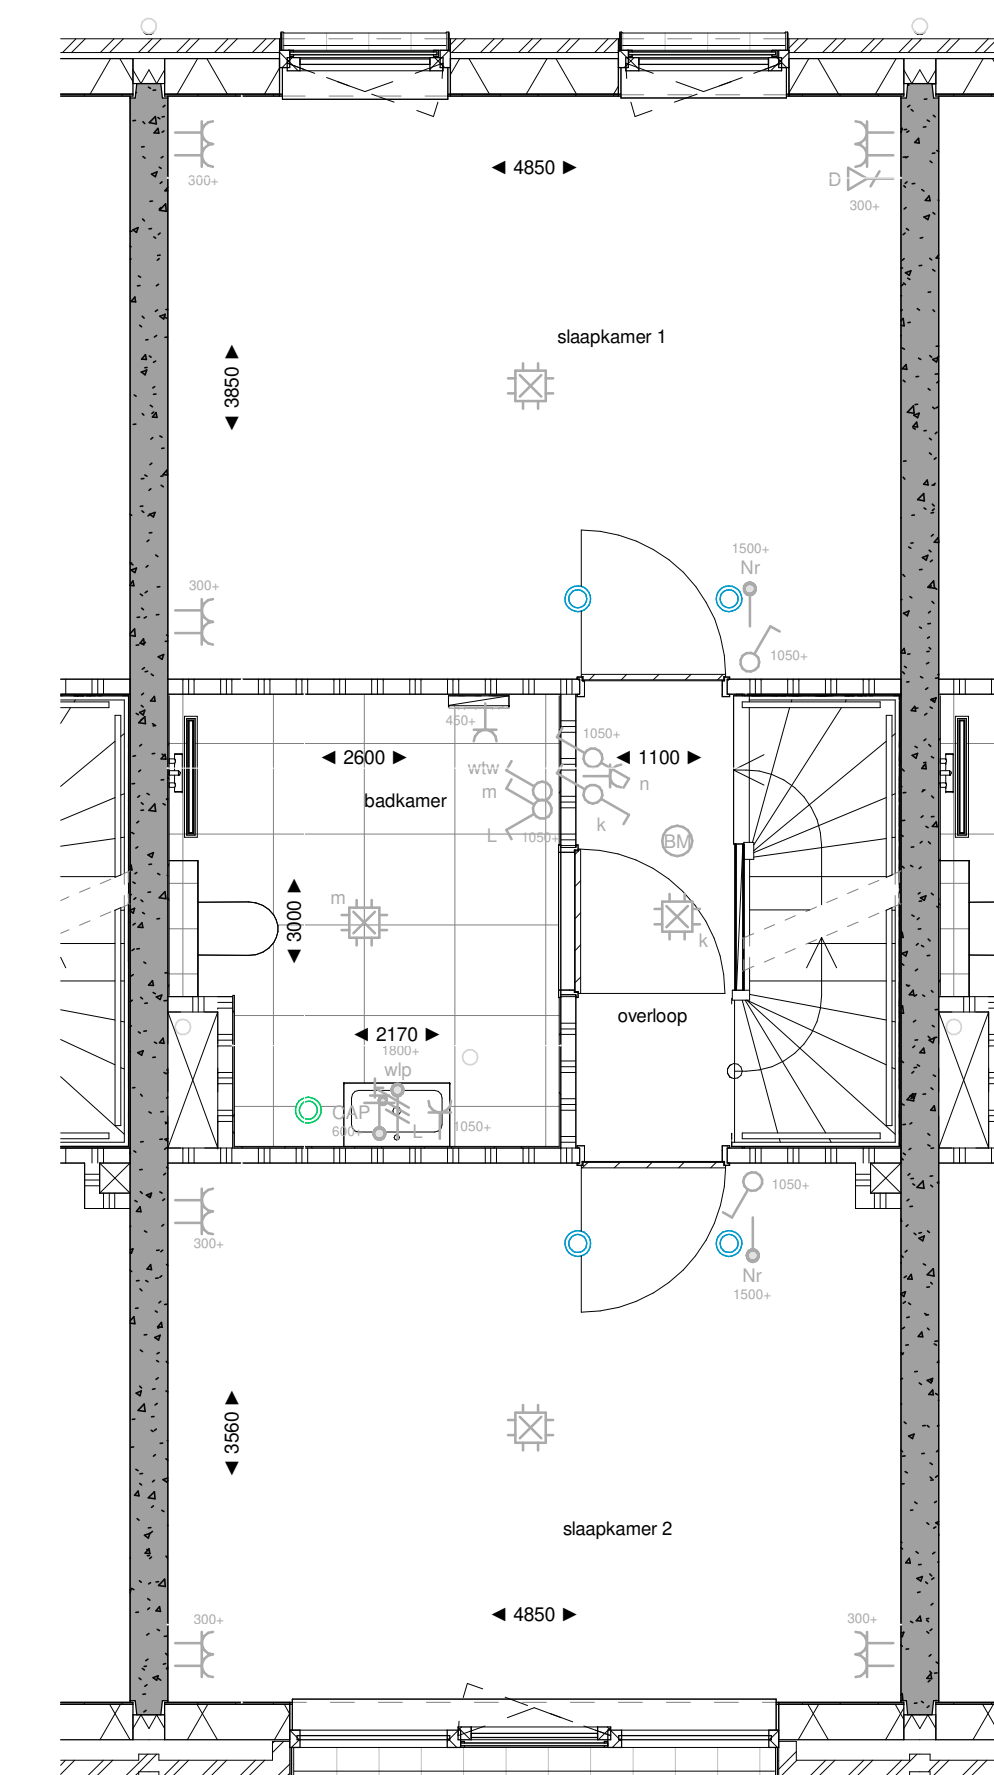 ◄ 4850 ►
300+
D
300+
slaapkamer 1
◄ 3850 ►
1500+
Nr
300+
1050+
450+
1050+
◄ 2600 ►
◄ 1100 ►
wtw
n
m
badkamer
k
L
1050+
BM
m
◄ 3000 ►
k
overloop
◄ 2170 ►
1800+
wlp
CAP
600+
L
1050+
1050+
300+
Nr
1500+
◄ 3560 ►
slaapkamer 2
◄ 4850 ►
300+
300+